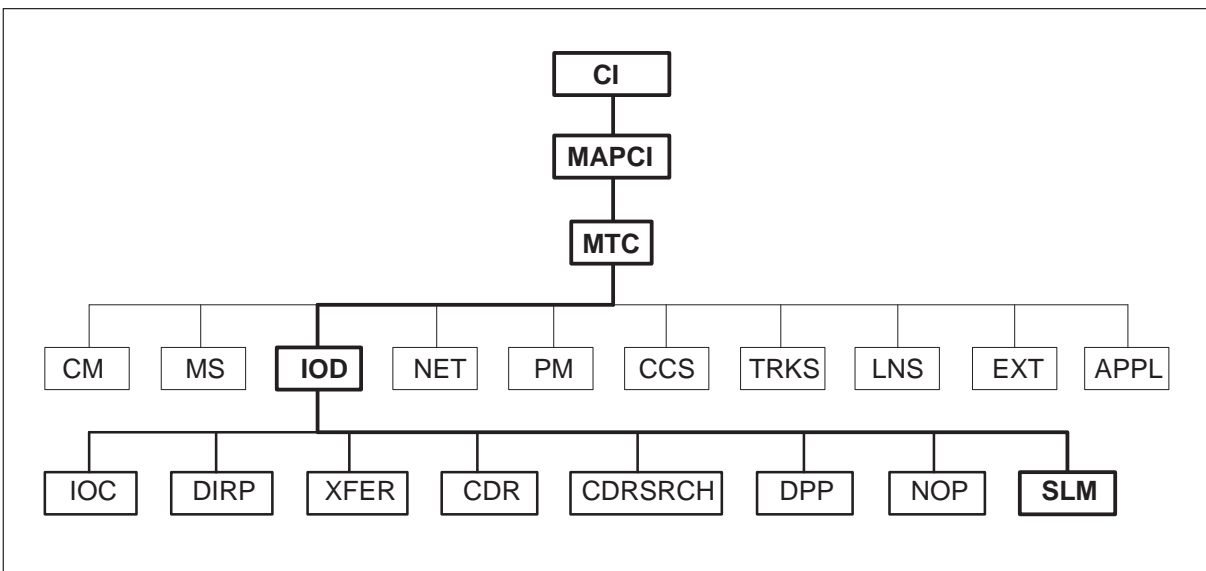 CI
MAPCI
MTC
CM MS IOD NET PM CCS TRKS LNS EXT APPL
IOC DIRP XFER CDR CDRSRCH DPP NOP SLM